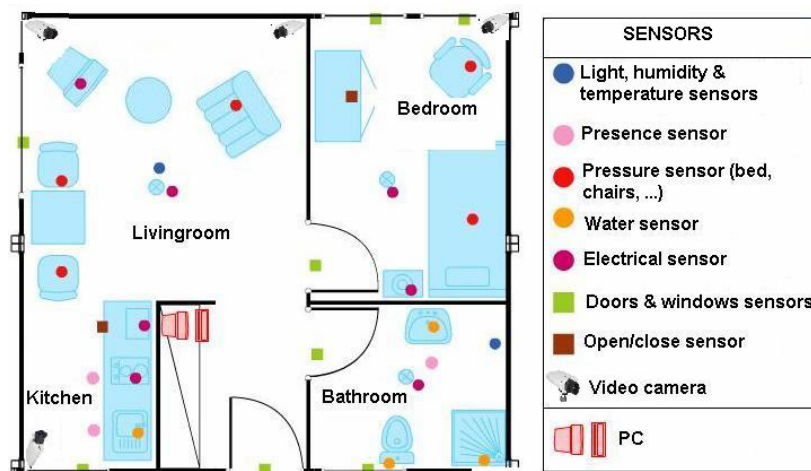 Bedroom
Livingroom
Kitchen
Bathroom
SENSORS
Light, humidity &
temperature sensors
Presence sensor
Pressure sensor (bed,
chairs, ...)
Water sensor
Electrical sensor
Doors & windows sensors
Open/close sensor
Video camera
PC